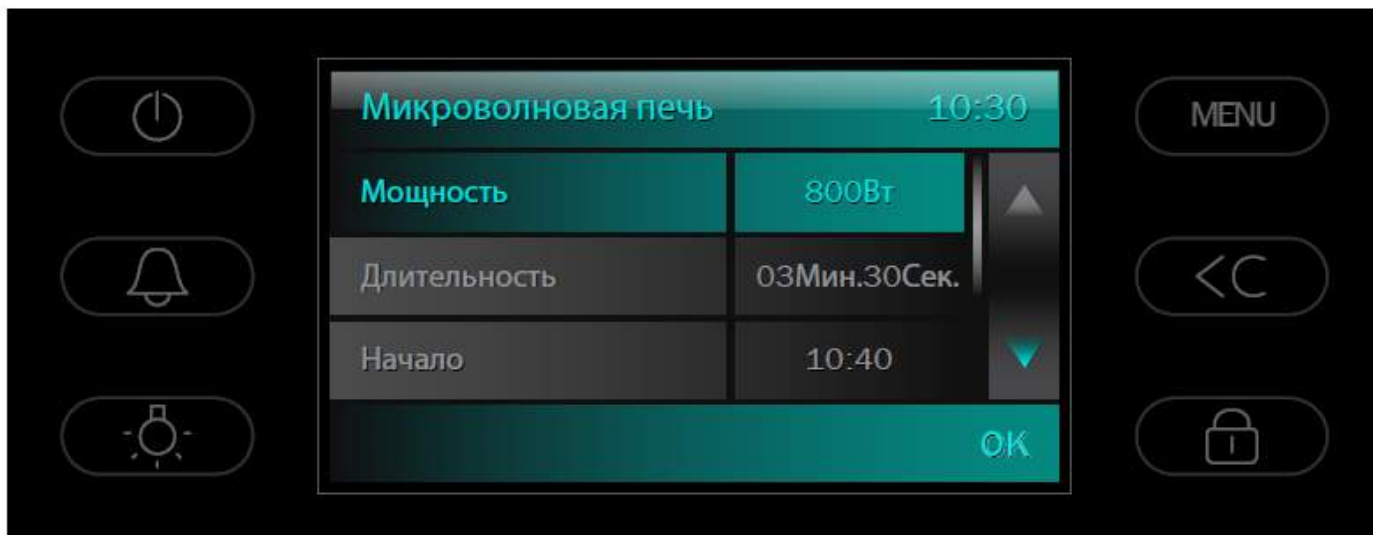 Микроволновая печь 10:30
MENU
Мощность 800Вт
Длительность 03Мин.30Сек.
<C
Начало 10:40
OK